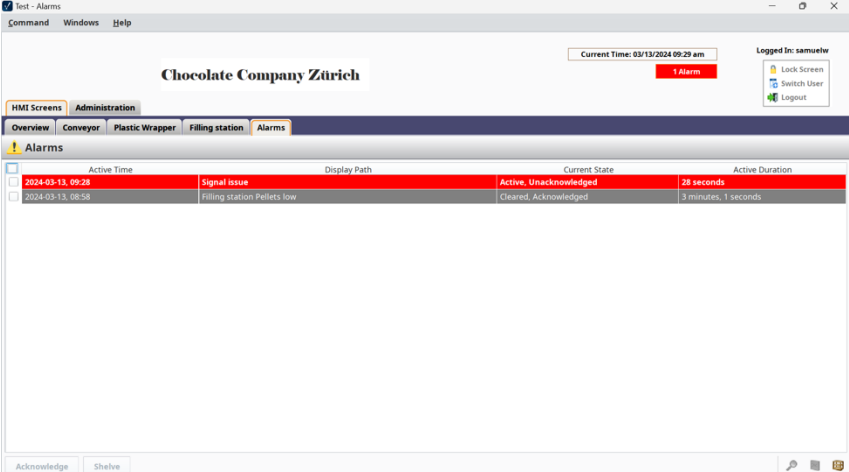 Test - Alarms
Command Windows Help
Current Time: 03/13/2024 09:29 am
Logged In: samuelw
Chocolate Company Zürich
1 Alarm
Lock Screen
Switch User
Logout
HMI Screens Administration
Overview Conveyor Plastic Wrapper Filling station Alarms
Alarms
Active Time Display Path Current State Active Duration
2024-03-13, 09:28 Signal issue Active, Unacknowledged 28 seconds
2024-03-13, 08:58 Filling station Pellets low Cleared, Acknowledged 3 minutes, 1 seconds
Acknowledge Shelve